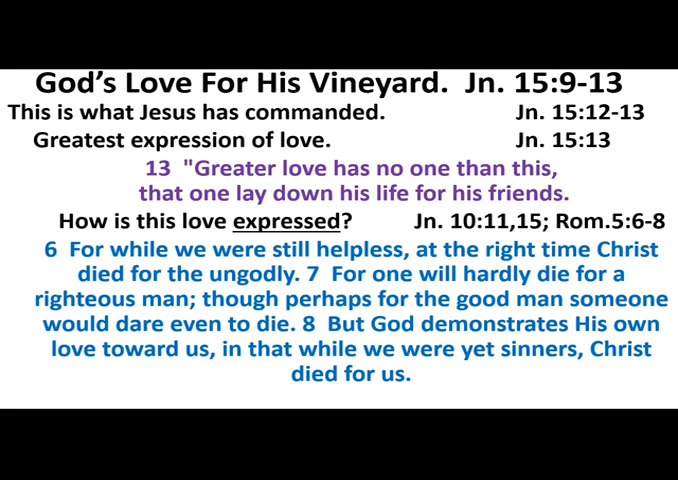 God's Love For His Vineyard. Jn. 15:9-13
This is what Jesus has commanded. Jn. 15:12-13
Greatest expression of love. Jn. 15:13
13 "Greater love has no one than this,
that one lay down his life for his friends.
How is this love expressed? Jn. 10:11,15; Rom.5:6-8
6 For while we were still helpless, at the right time Christ
died for the ungodly. 7 For one will hardly die for a
righteous man; though perhaps for the good man someone
would dare even to die. 8 But God demonstrates His own
love toward us, in that while we were yet sinners, Christ
died for us.